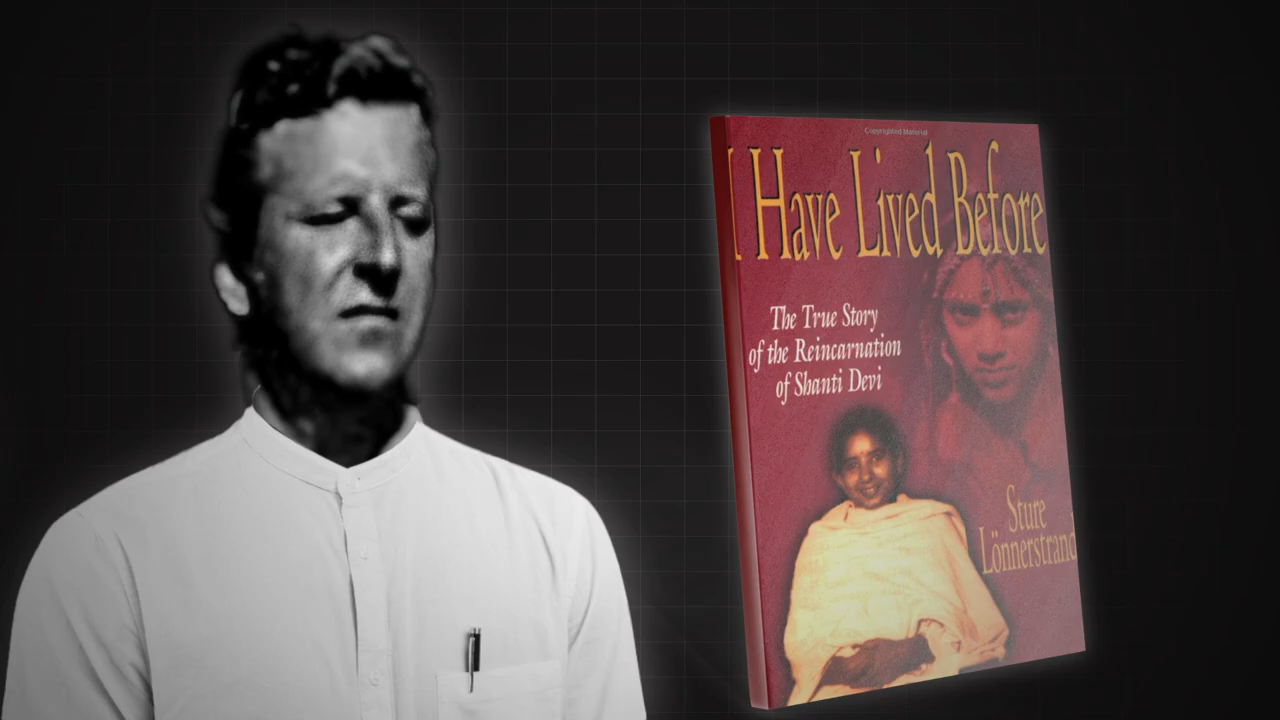 Copyrighted Material
I Have Lived Before
The True Story
of the Reincarnation
of Shanti Devi
Sture
Lönnerstrand